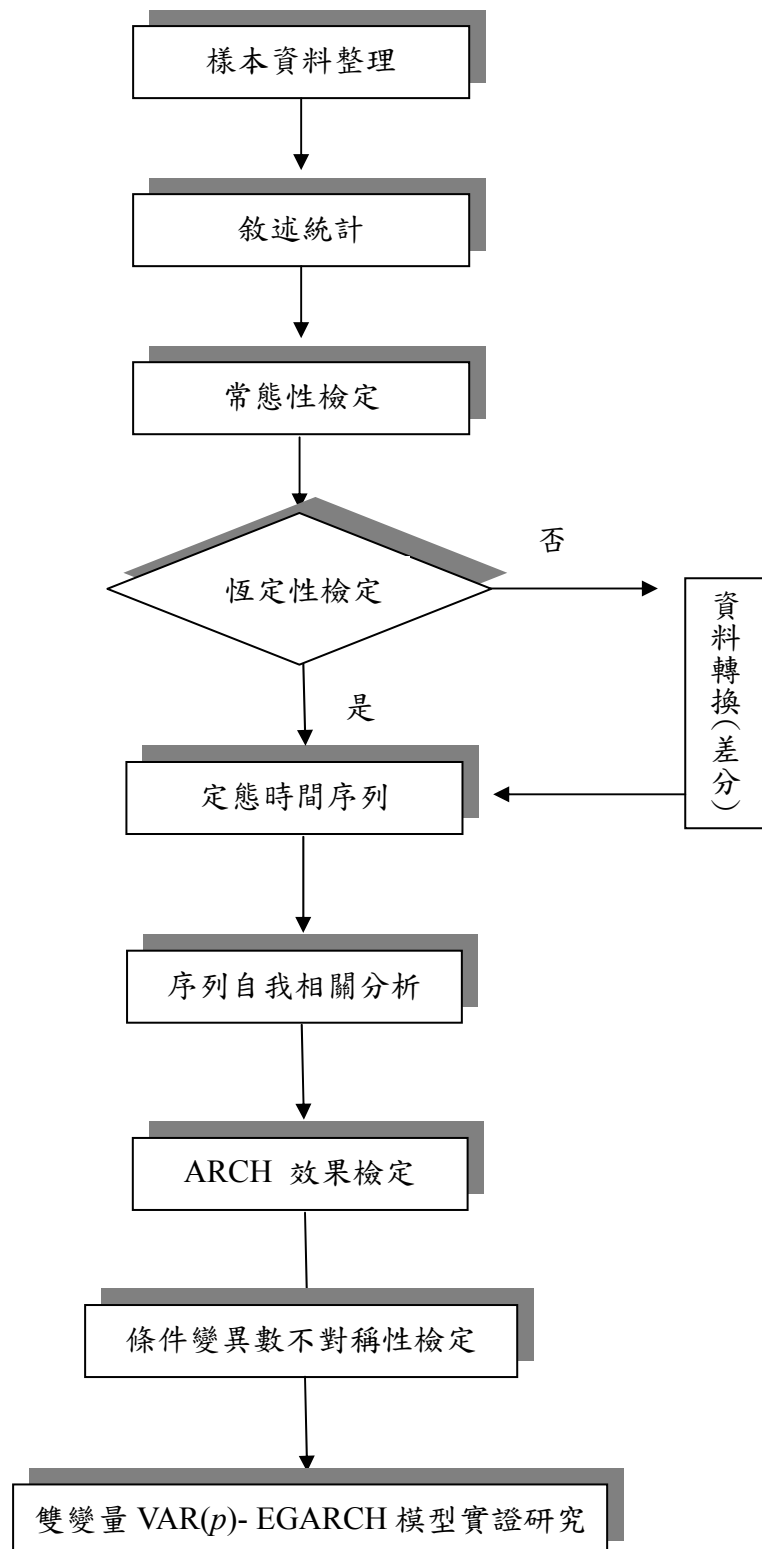 樣本資料整理
敘述統計
常態性檢定
否
恆定性檢定
資料轉換(差分)
是
定態時間序列
序列自我相關分析
ARCH 效果檢定
條件變異數不對稱性檢定
雙變量 VAR(p)- EGARCH 模型實證研究